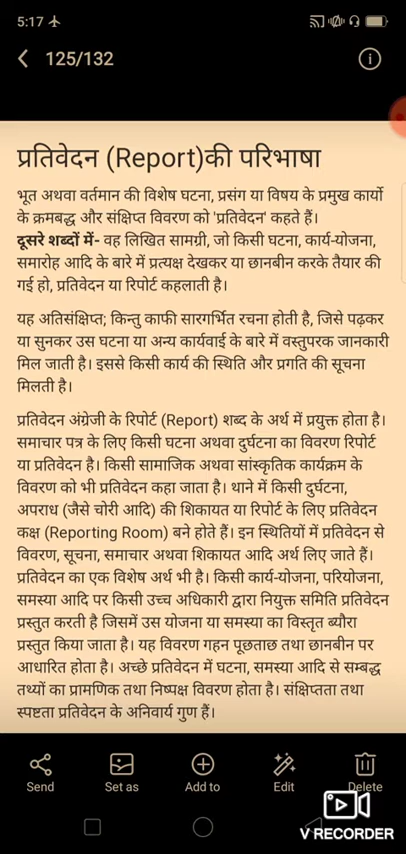 5:17
125/132
प्रतिवेदन (Report)की परिभाषा
भूत अथवा वर्तमान की विशेष घटना, प्रसंग या विषय के प्रमुख कार्यो
के क्रमबद्ध और संक्षिप्त विवरण को 'प्रतिवेदन' कहते हैं।
दूसरे शब्दों में- वह लिखित सामग्री, जो किसी घटना, कार्य-योजना,
समारोह आदि के बारे में प्रत्यक्ष देखकर या छानबीन करके तैयार की
गई हो, प्रतिवेदन या रिपोर्ट कहलाती है।
यह अतिसंक्षिप्त; किन्तु काफी सारगर्भित रचना होती है, जिसे पढ़कर
या सुनकर उस घटना या अन्य कार्यवाई के बारे में वस्तुपरक जानकारी
मिल जाती है। इससे किसी कार्य की स्थिति और प्रगति की सूचना
मिलती है।
प्रतिवेदन अंग्रेजी के रिपोर्ट (Report) शब्द के अर्थ में प्रयुक्त होता है।
समाचार पत्र के लिए किसी घटना अथवा दुर्घटना का विवरण रिपोर्ट
या प्रतिवेदन है। किसी सामाजिक अथवा सांस्कृतिक कार्यक्रम के
विवरण को भी प्रतिवेदन कहा जाता है। थाने में किसी दुर्घटना,
अपराध (जैसे चोरी आदि) की शिकायत या रिपोर्ट के लिए प्रतिवेदन
कक्ष (Reporting Room) बने होते हैं। इन स्थितियों में प्रतिवेदन से
विवरण, सूचना, समाचार अथवा शिकायत आदि अर्थ लिए जाते हैं।
प्रतिवेदन का एक विशेष अर्थ भी है। किसी कार्य-योजना, परियोजना,
समस्या आदि पर किसी उच्च अधिकारी द्वारा नियुक्त समिति प्रतिवेदन
प्रस्तुत करती है जिसमें उस योजना या समस्या का विस्तृत ब्यौरा
प्रस्तुत किया जाता है। यह विवरण गहन पूछताछ तथा छानबीन पर
आधारित होता है। अच्छे प्रतिवेदन में घटना, समस्या आदि से सम्बद्ध
तथ्यों का प्रामणिक तथा निष्पक्ष विवरण होता है। संक्षिप्तता तथा
स्पष्टता प्रतिवेदन के अनिवार्य गुण हैं।
Send Set as Add to Edit Delete
V RECORDER